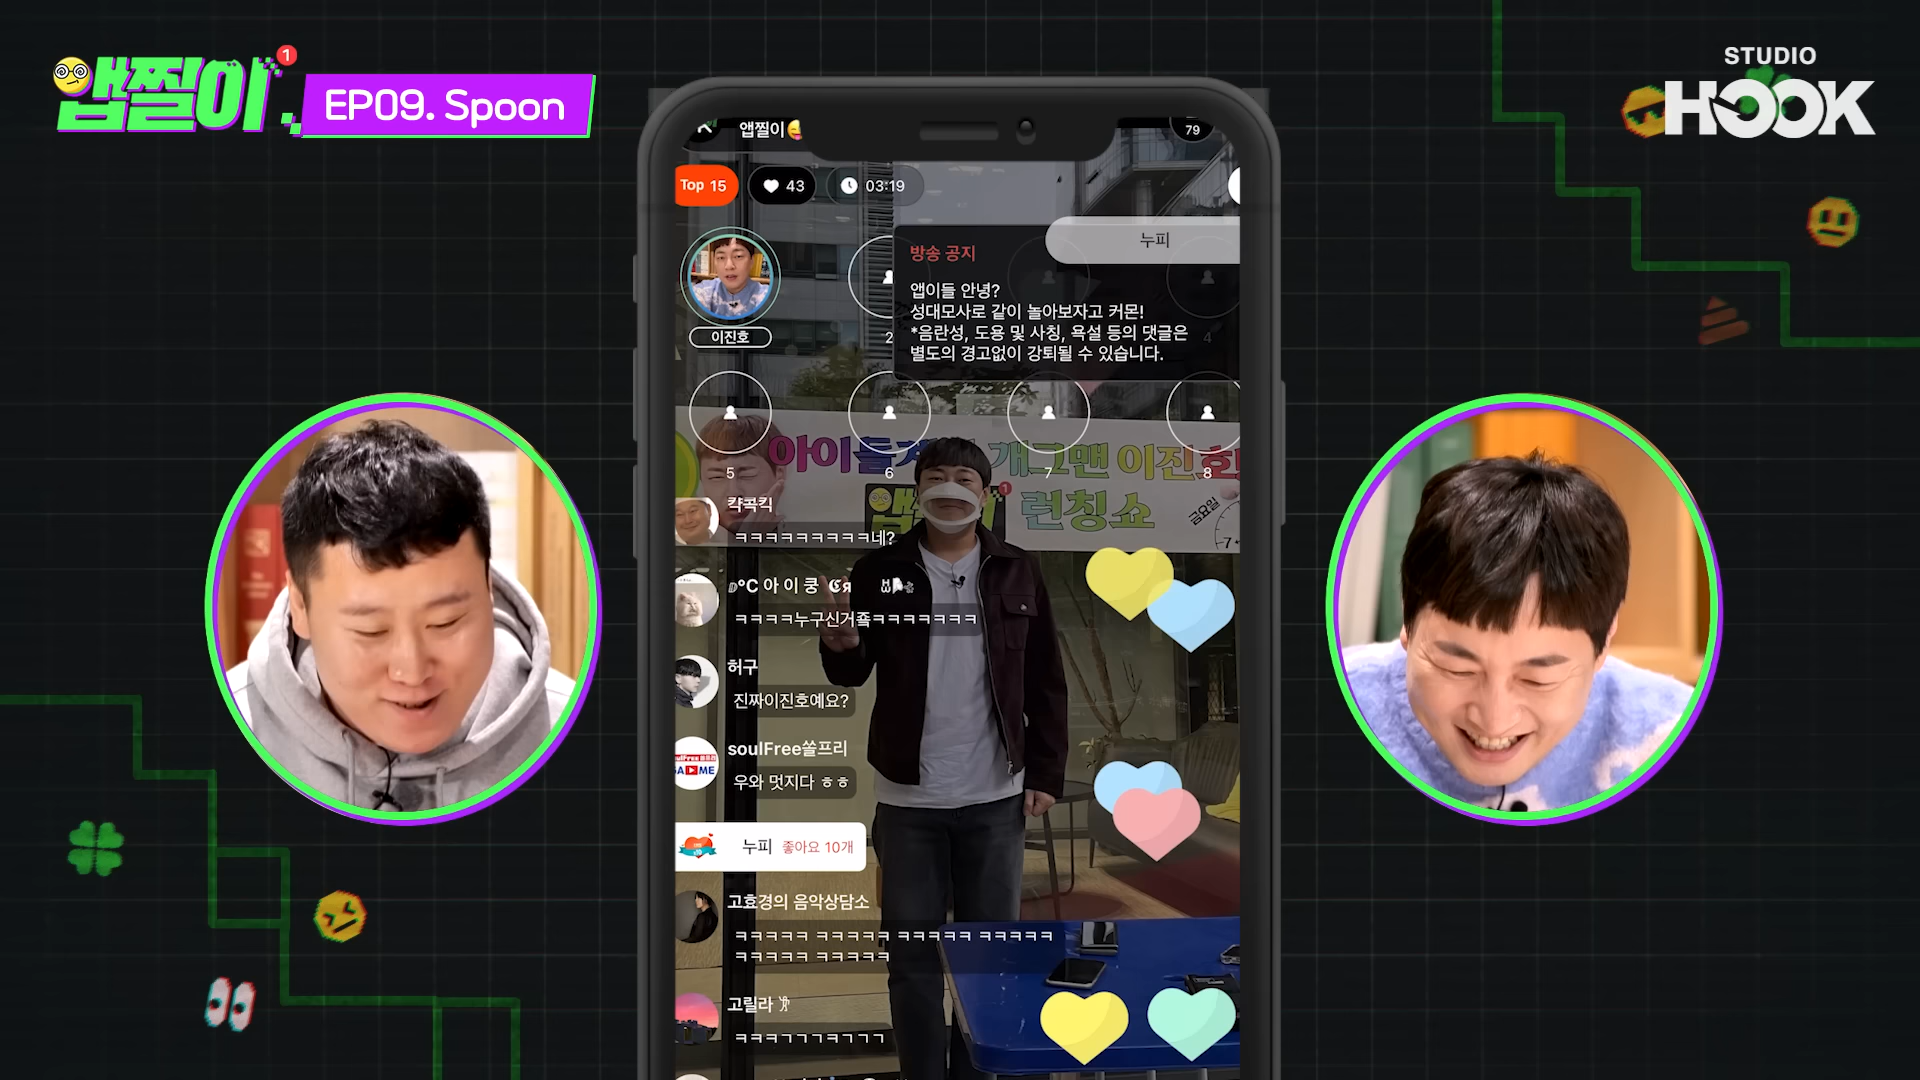 앱찔이
1
EP09. Spoon
STUDIO
HOOK
앱찔이😋
79
Top 15
43
03:19
누피
방송 공지
앱이들 안녕?
성대모사로 같이 놀아보자고 커몬!
*음란성, 도용 및 사칭, 욕설 등의 댓글은
별도의 경고없이 강퇴될 수 있습니다.
이진호
2
4
5
6
7
8
개그맨 이진호!
런칭쇼
금요일
캭콕킥
ㅋㅋㅋㅋㅋㅋㅋㅋㅋ네?
ㅋㅋㅋㅋ누구신거죸ㅋㅋㅋㅋㅋㅋ
허구
진짜이진호예요?
soulFree쏠프리
우와 멋지다 ㅎㅎ
누피 좋아요 10개
고효경의 음악상담소
ㅋㅋㅋㅋㅋ ㅋㅋㅋㅋㅋ ㅋㅋㅋㅋㅋ ㅋㅋㅋㅋㅋ
ㅋㅋㅋㅋㅋ ㅋㅋㅋㅋㅋ
고릴라
ㅋㅋㅋㄱㄱㄱㅋㄱㄱㄱ